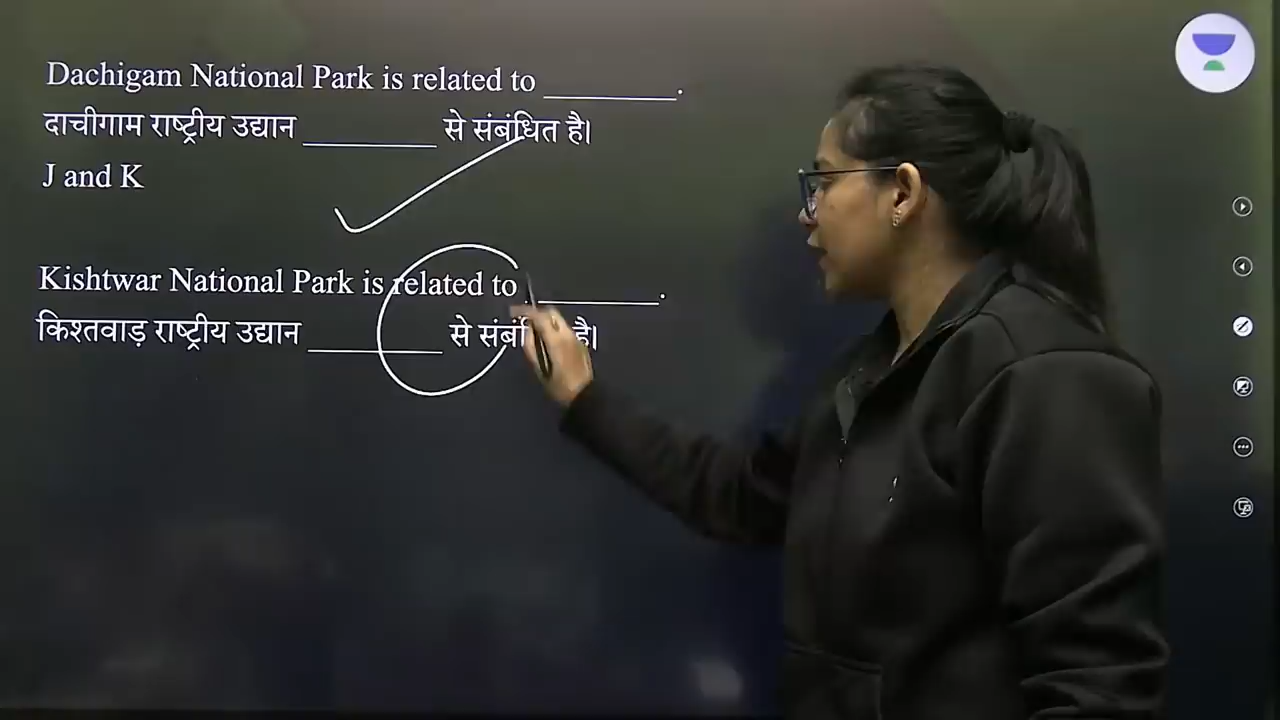 Dachigam National Park is related to ________.
दाचीगाम राष्ट्रीय उद्यान ________ से संबंधित है।
J and K
Kishtwar National Park is related to ________.
किश्तवाड़ राष्ट्रीय उद्यान ________ से है।